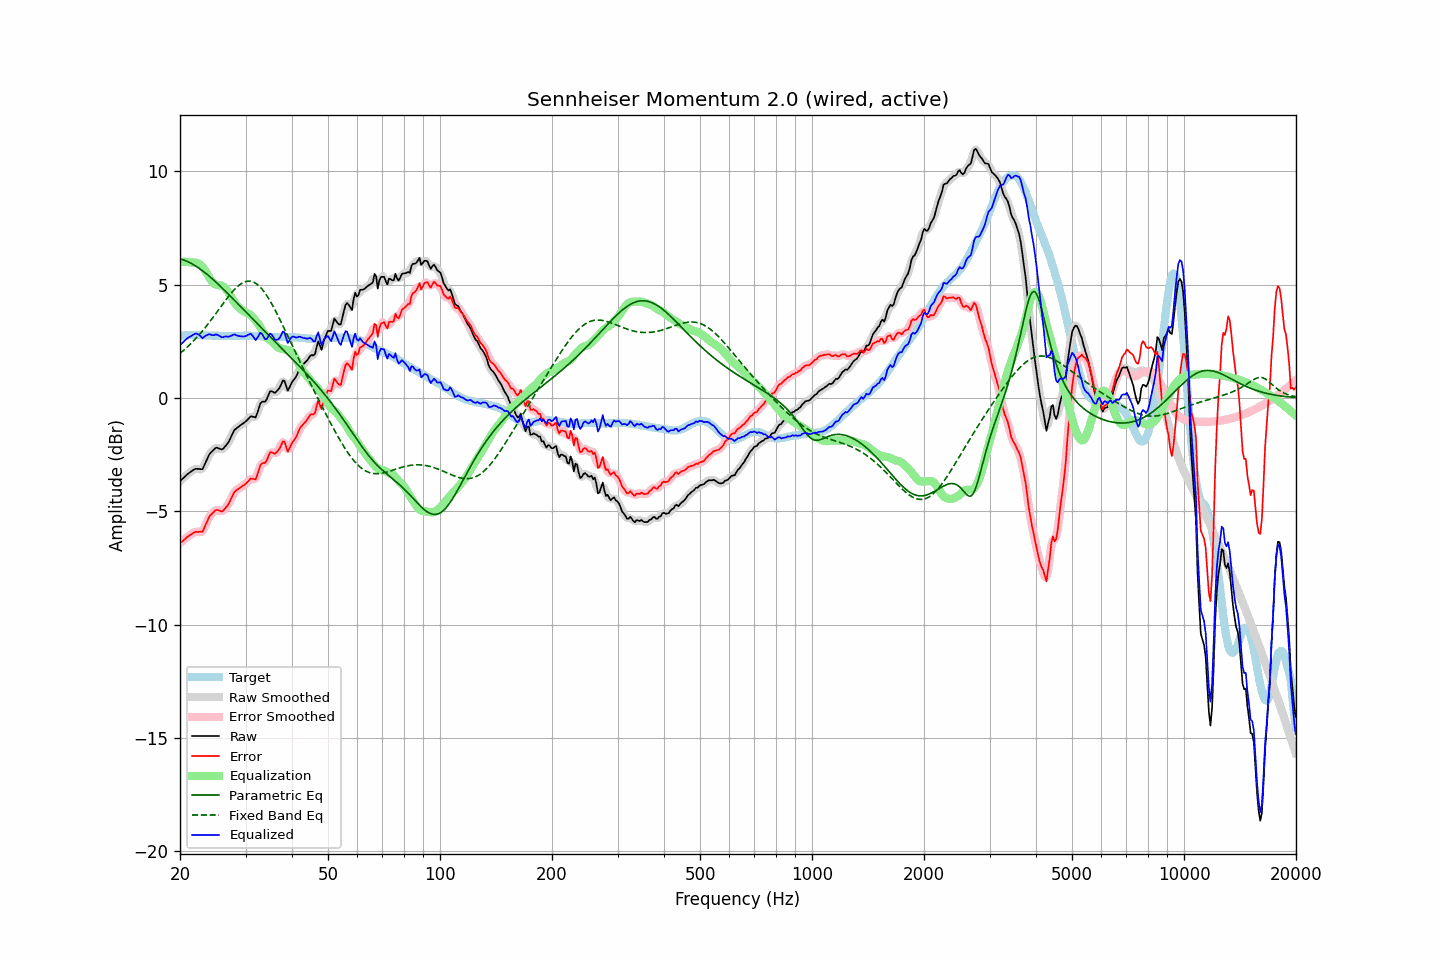 Sennheiser Momentum 2.0 (wired, active)
10
5
0
−5
−10
−15
−20
Amplitude (dBr)
Target
Raw Smoothed
Error Smoothed
Raw
Error
Equalization
Parametric Eq
Fixed Band Eq
Equalized
20 50 100 200 500 1000 2000 5000 10000 20000
Frequency (Hz)